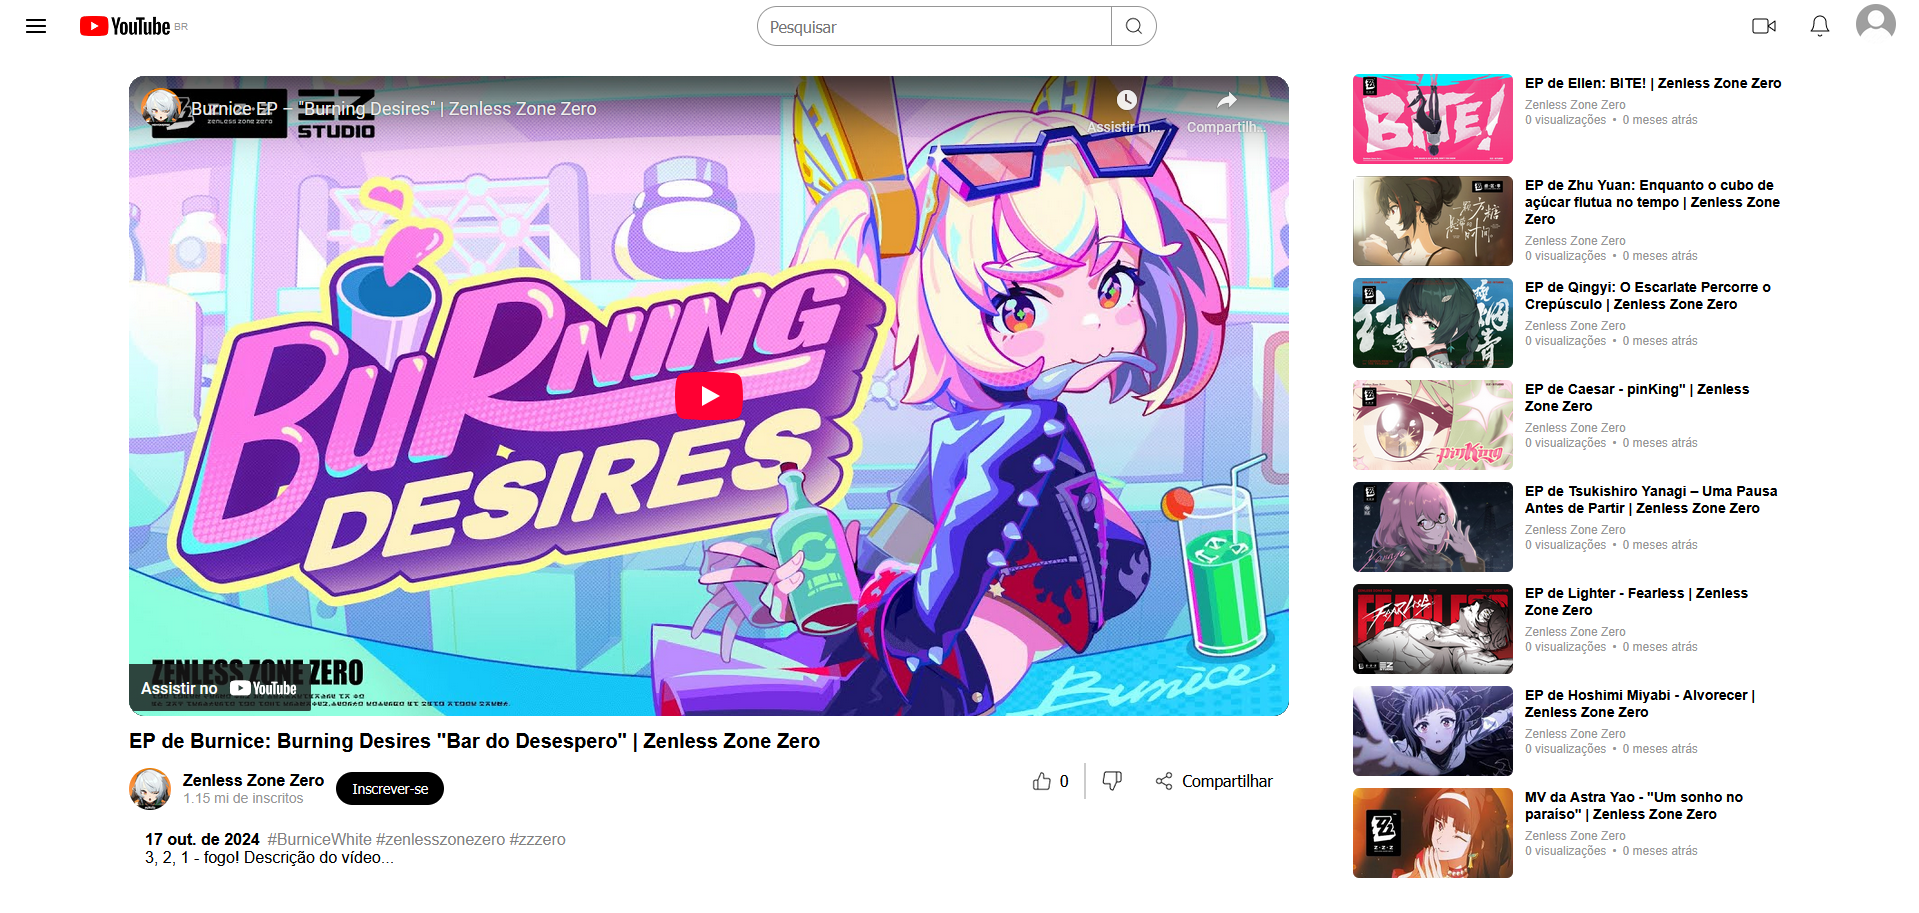 YouTube BR
Pesquisar
Burnice EP – "Burning Desires" | Zenless Zone Zero
STUDIO
Assistir m...
Compartilh...
BURNING
DESIRES
Burnice
ZENLESS ZONE ZERO
Assistir no YouTube
EP de Burnice: Burning Desires "Bar do Desespero" | Zenless Zone Zero
Zenless Zone Zero
1.15 mi de inscritos
Inscrever-se
0
Compartilhar
17 out. de 2024 #BurniceWhite #zenlesszonezero #zzzero
3, 2, 1 - fogo! Descrição do vídeo...
BITE!
EP de Ellen: BITE! | Zenless Zone Zero
Zenless Zone Zero
0 visualizações • 0 meses atrás
EP de Zhu Yuan: Enquanto o cubo de
açúcar flutua no tempo | Zenless Zone
Zero
Zenless Zone Zero
0 visualizações • 0 meses atrás
EP de Qingyi: O Escarlate Percorre o
Crepúsculo | Zenless Zone Zero
Zenless Zone Zero
0 visualizações • 0 meses atrás
pinKing
EP de Caesar - pinKing" | Zenless
Zone Zero
Zenless Zone Zero
0 visualizações • 0 meses atrás
Yanagi
EP de Tsukishiro Yanagi – Uma Pausa
Antes de Partir | Zenless Zone Zero
Zenless Zone Zero
0 visualizações • 0 meses atrás
FEARLESS
EP de Lighter - Fearless | Zenless
Zone Zero
Zenless Zone Zero
0 visualizações • 0 meses atrás
EP de Hoshimi Miyabi - Alvorecer |
Zenless Zone Zero
Zenless Zone Zero
0 visualizações • 0 meses atrás
Z·Z·Z
MV da Astra Yao - "Um sonho no
paraíso" | Zenless Zone Zero
Zenless Zone Zero
0 visualizações • 0 meses atrás